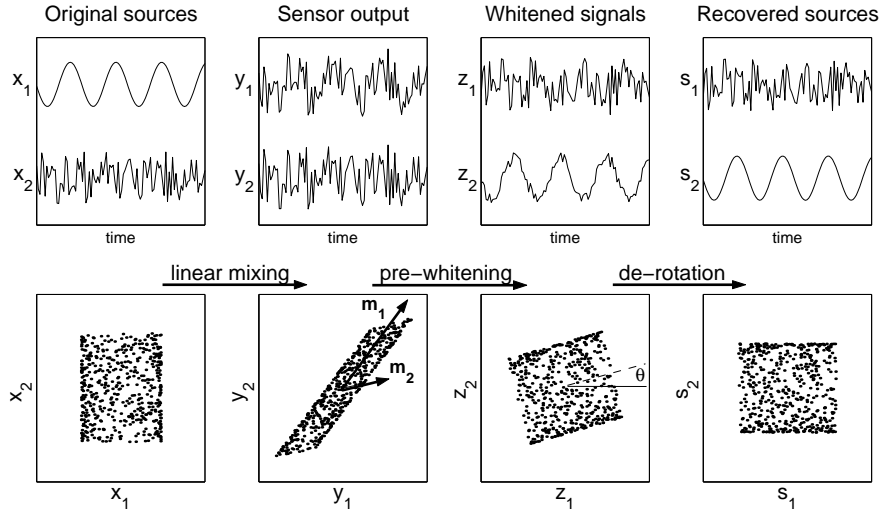 Original sources
Sensor output
Whitened signals
Recovered sources
x1
x2
time
y1
y2
time
z1
z2
time
s1
s2
time
linear mixing
pre−whitening
de−rotation
x2
x1
m1
m2
y2
y1
θ
z2
z1
s2
s1